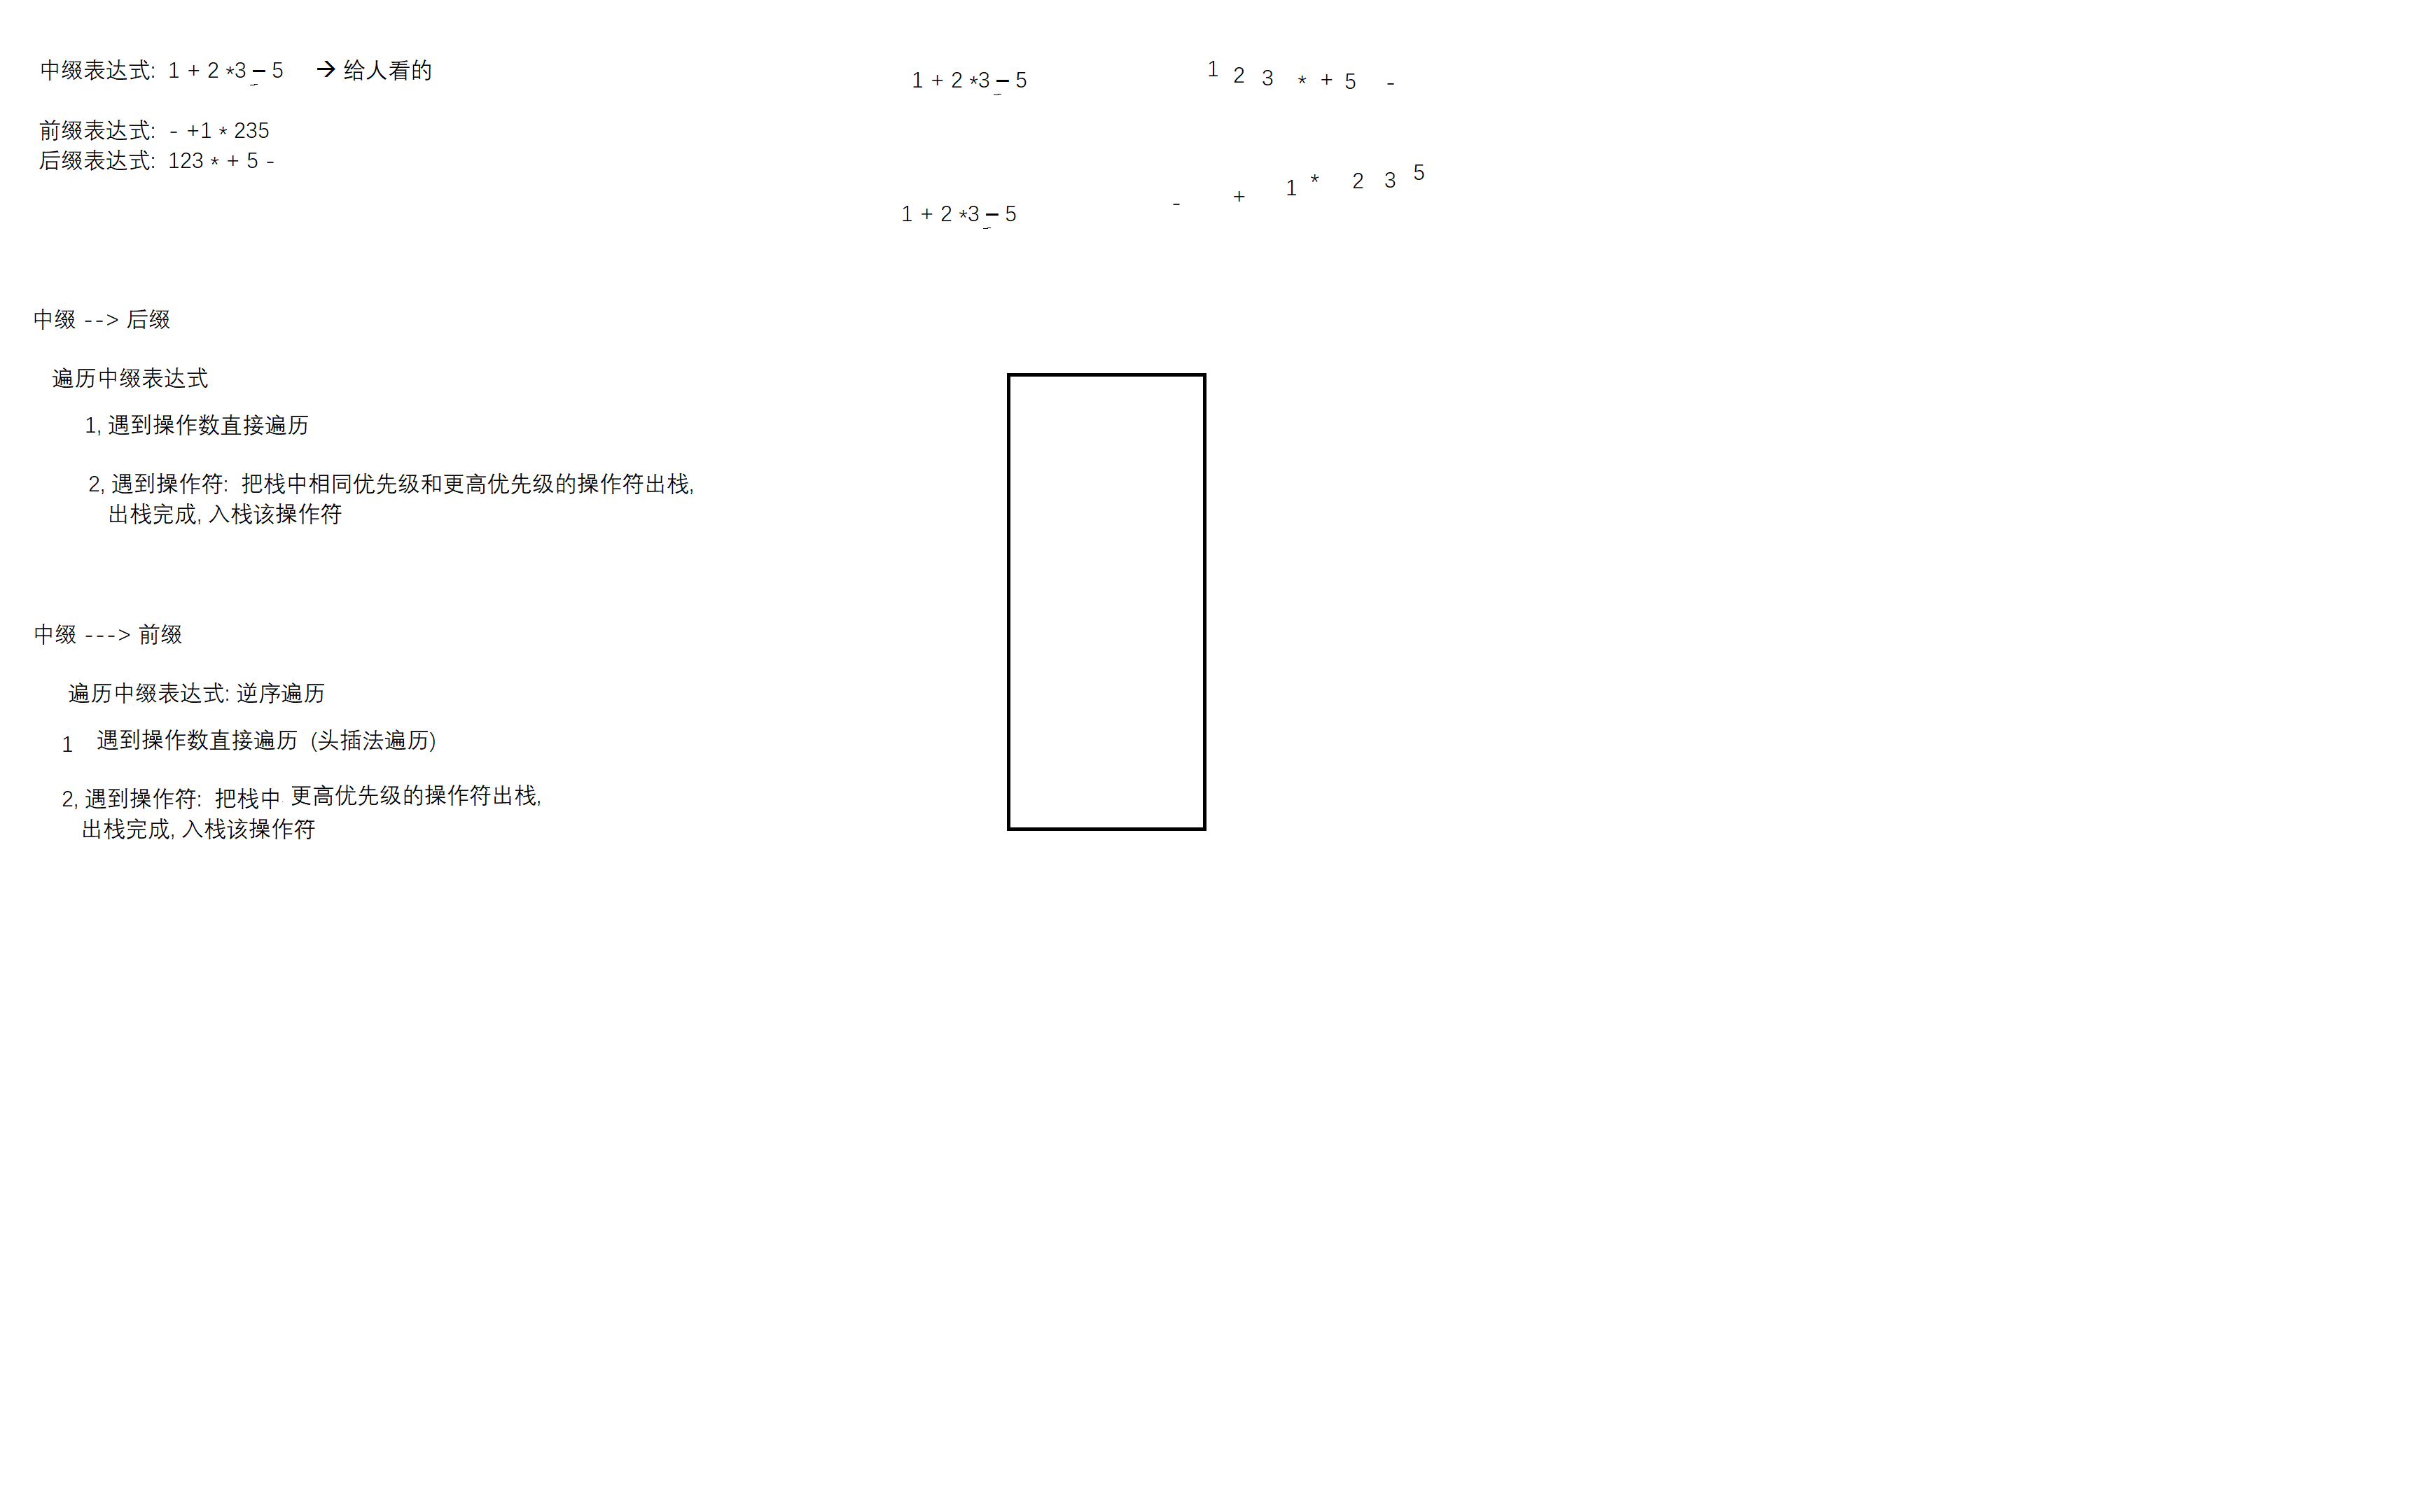 中缀表达式: 1 + 2 *3 – 5 → 给人看的
前缀表达式: - +1 * 235
后缀表达式: 123 * + 5 -
1 + 2 *3 – 5
1 2 3 * + 5 -
1 + 2 *3 – 5
- + 1 * 2 3 5
中缀 --> 后缀
遍历中缀表达式
1, 遇到操作数直接遍历
2, 遇到操作符: 把栈中相同优先级和更高优先级的操作符出栈,
出栈完成, 入栈该操作符
中缀 ---> 前缀
遍历中缀表达式: 逆序遍历
1 遇到操作数直接遍历 (头插法遍历)
2, 遇到操作符: 把栈中 更高优先级的操作符出栈,
出栈完成, 入栈该操作符